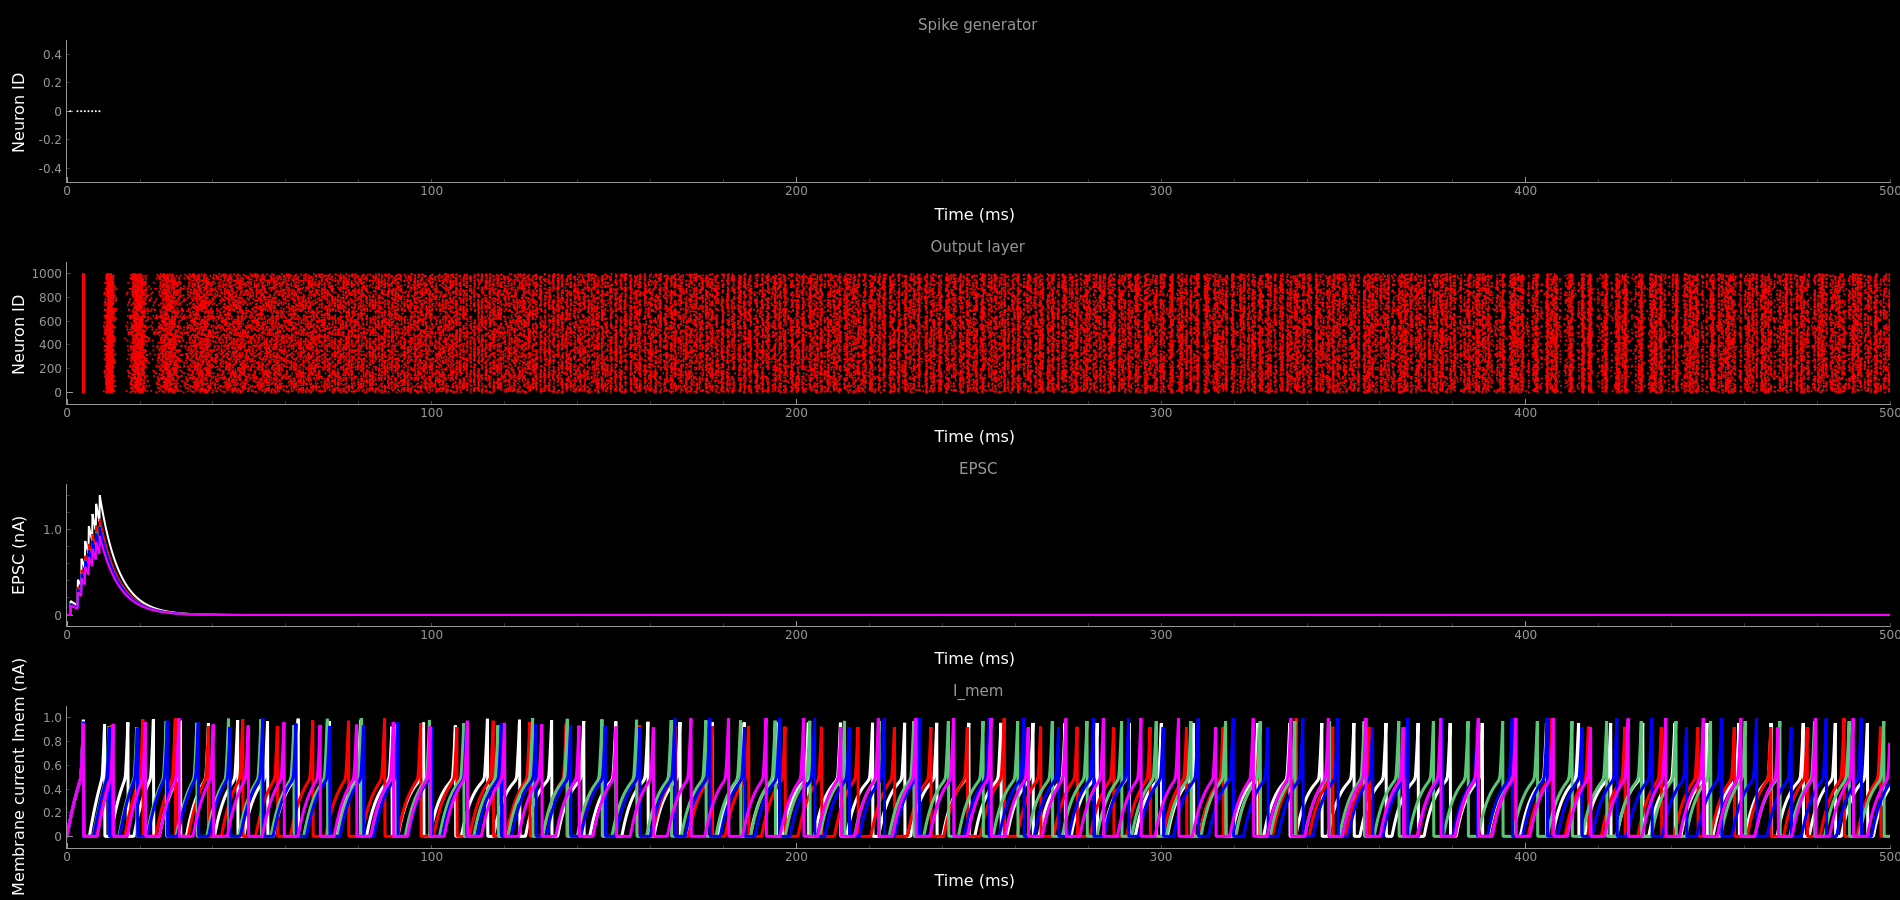 Spike generator
Neuron ID
0.4
0.2
0
-0.2
-0.4
0 100 200 300 400 500
Time (ms)
Output layer
Neuron ID
1000
800
600
400
200
0
0 100 200 300 400 500
Time (ms)
EPSC
EPSC (nA)
1.0
0
0 100 200 300 400 500
Time (ms)
I_mem
Membrane current Imem (nA)
1.0
0.8
0.6
0.4
0.2
0
0 100 200 300 400 500
Time (ms)